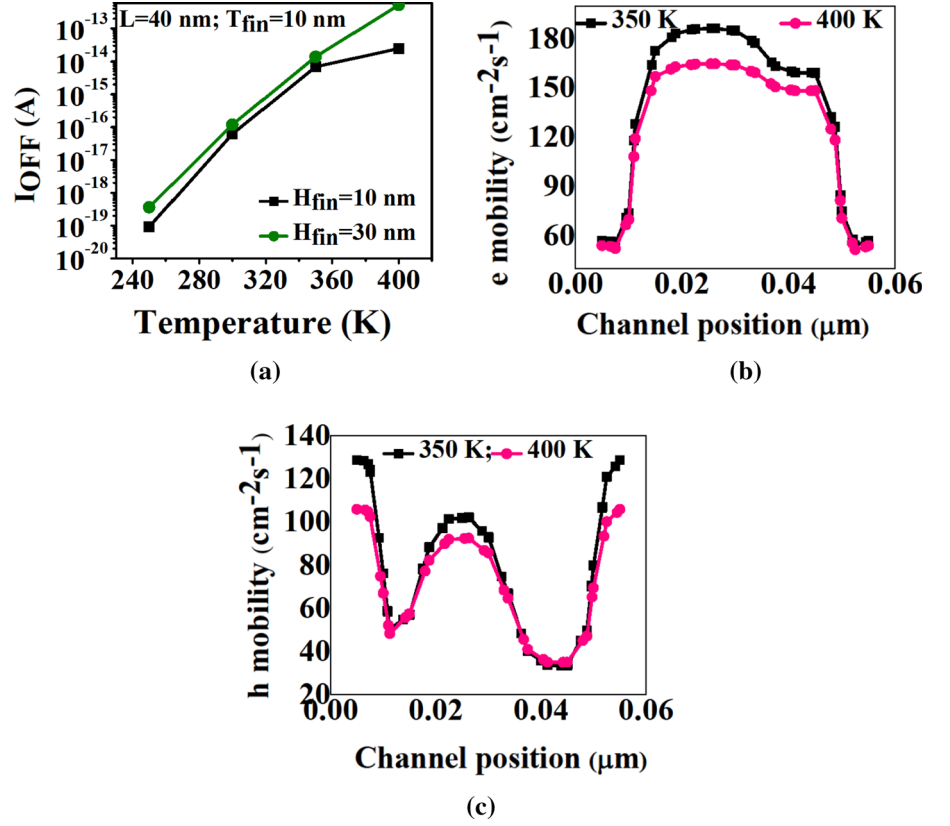 L=40 nm; Tfin=10 nm
IOFF (A)
10-13
10-14
10-15
10-16
10-17
10-18
10-19
10-20
Hfin=10 nm
Hfin=30 nm
240 280 320 360 400
Temperature (K)
(a)
350 K 400 K
e mobility (cm-2s-1)
180
150
120
90
60
0.00 0.02 0.04 0.06
Channel position (μm)
(b)
350 K; 400 K
h mobility (cm-2s-1)
140
120
100
80
60
40
20
0.00 0.02 0.04 0.06
Channel position (μm)
(c)